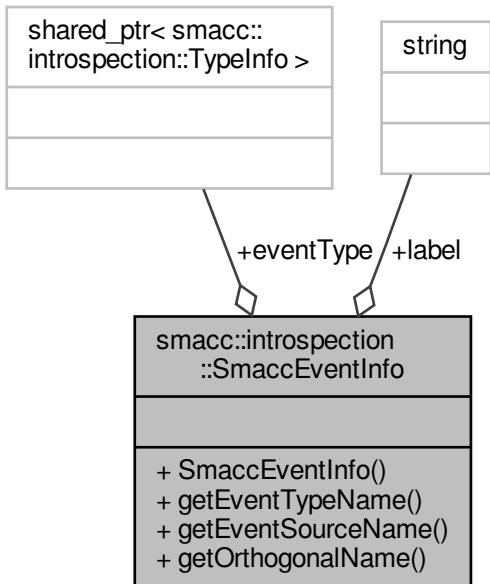 shared_ptr< smacc::
introspection::TypeInfo >
string
+eventType
+label
smacc::introspection
::SmaccEventInfo
+ SmaccEventInfo()
+ getEventTypeName()
+ getEventSourceName()
+ getOrthogonalName()